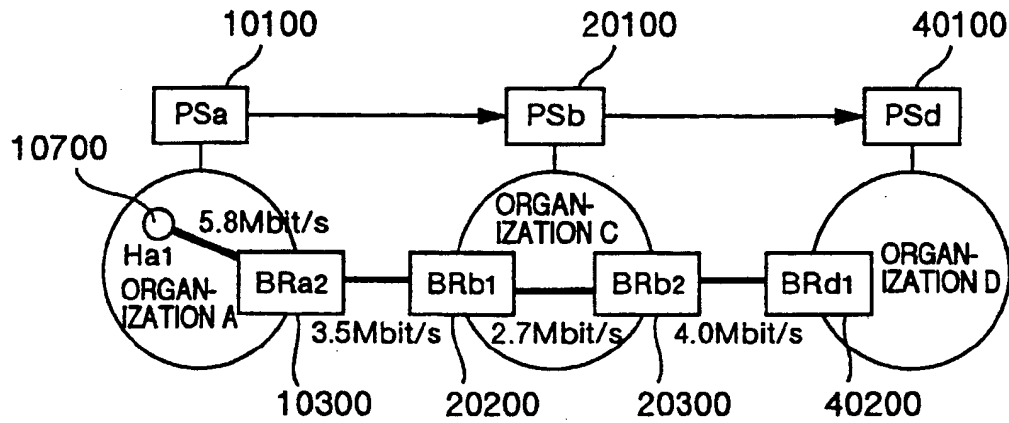 10100 20100 40100
PSa PSb PSd
10700
5.8Mbit/s
Ha1
ORGAN-
IZATION A
ORGAN-
IZATION C
ORGAN-
IZATION D
BRa2 BRb1 BRb2 BRd1
3.5Mbit/s 2.7Mbit/s 4.0Mbit/s
10300 20200 20300 40200